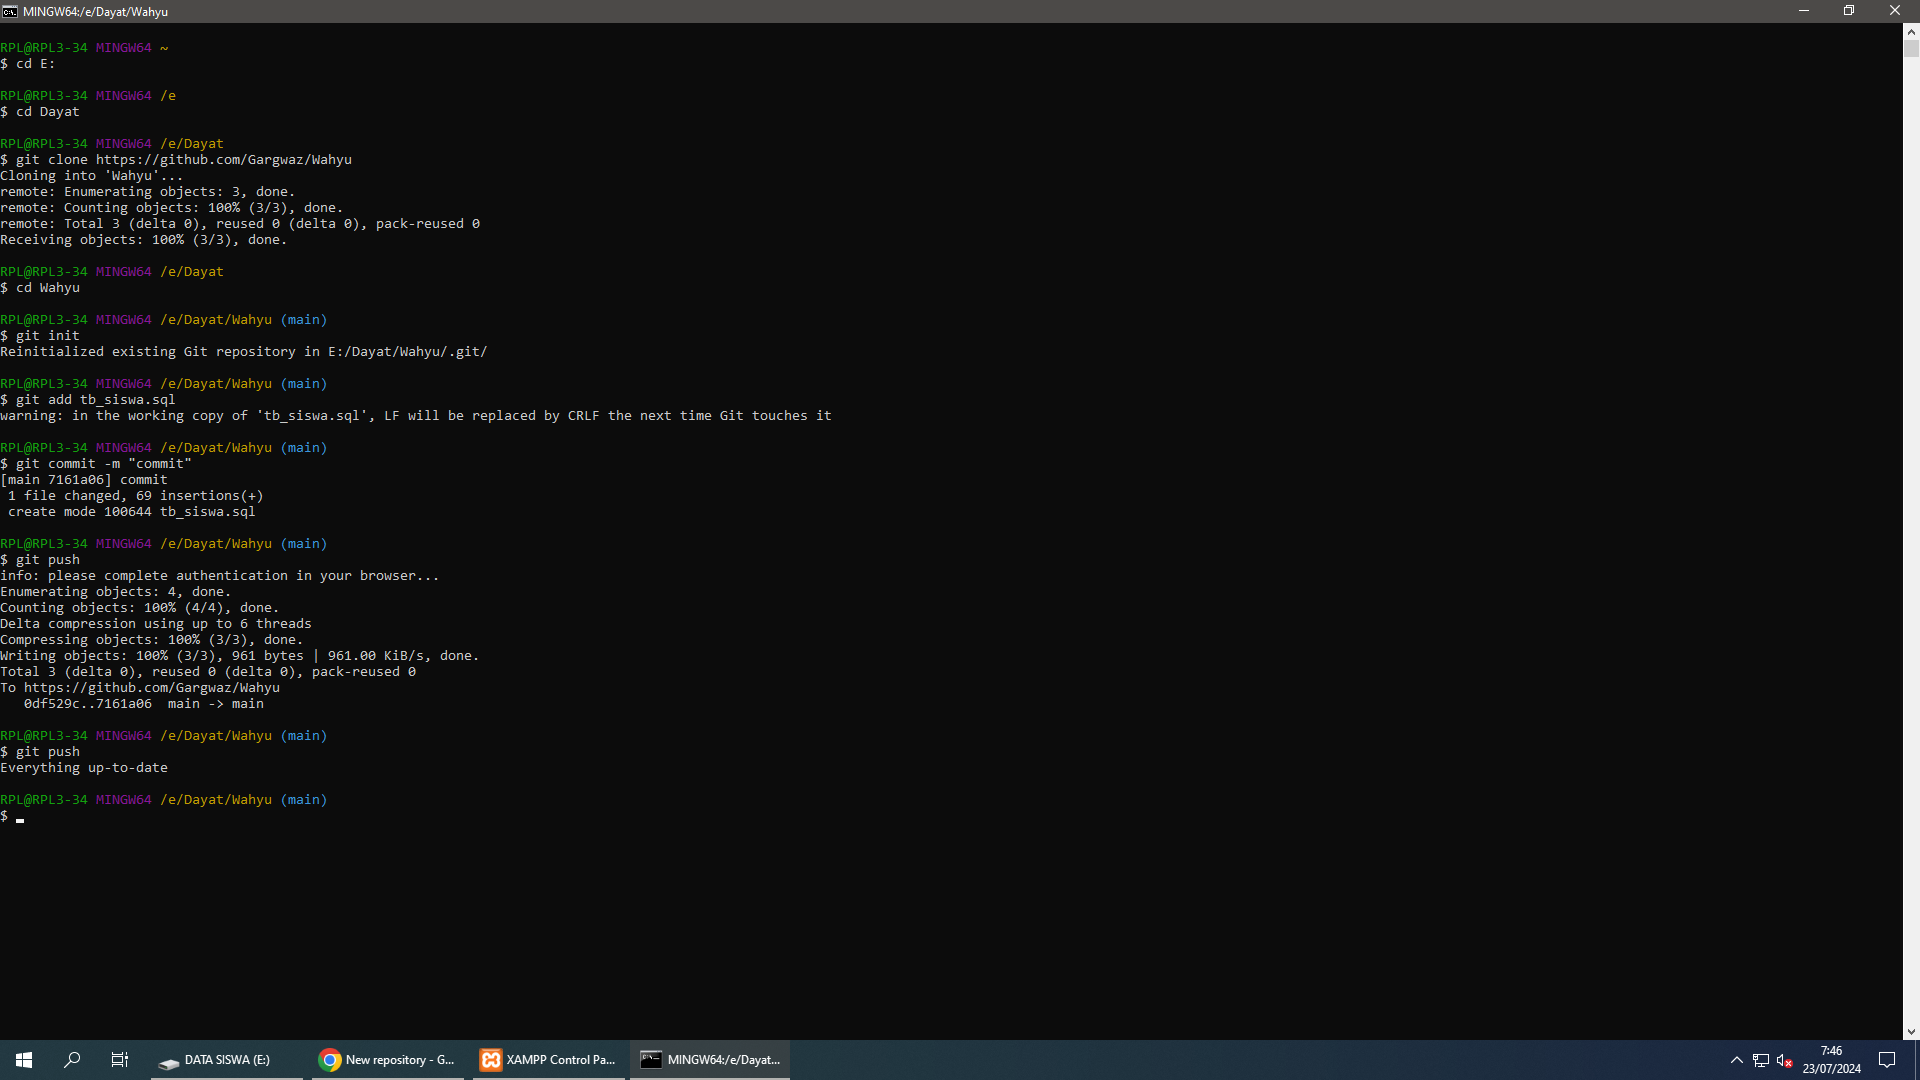 MINGW64:/e/Dayat/Wahyu
RPL@RPL3-34 MINGW64 ~
$ cd E:
RPL@RPL3-34 MINGW64 /e
$ cd Dayat
RPL@RPL3-34 MINGW64 /e/Dayat
$ git clone https://github.com/Gargwaz/Wahyu
Cloning into 'Wahyu'...
remote: Enumerating objects: 3, done.
remote: Counting objects: 100% (3/3), done.
remote: Total 3 (delta 0), reused 0 (delta 0), pack-reused 0
Receiving objects: 100% (3/3), done.
RPL@RPL3-34 MINGW64 /e/Dayat
$ cd Wahyu
RPL@RPL3-34 MINGW64 /e/Dayat/Wahyu (main)
$ git init
Reinitialized existing Git repository in E:/Dayat/Wahyu/.git/
RPL@RPL3-34 MINGW64 /e/Dayat/Wahyu (main)
$ git add tb_siswa.sql
warning: in the working copy of 'tb_siswa.sql', LF will be replaced by CRLF the next time Git touches it
RPL@RPL3-34 MINGW64 /e/Dayat/Wahyu (main)
$ git commit -m "commit"
[main 7161a06] commit
 1 file changed, 69 insertions(+)
 create mode 100644 tb_siswa.sql
RPL@RPL3-34 MINGW64 /e/Dayat/Wahyu (main)
$ git push
info: please complete authentication in your browser...
Enumerating objects: 4, done.
Counting objects: 100% (4/4), done.
Delta compression using up to 6 threads
Compressing objects: 100% (3/3), done.
Writing objects: 100% (3/3), 961 bytes | 961.00 KiB/s, done.
Total 3 (delta 0), reused 0 (delta 0), pack-reused 0
To https://github.com/Gargwaz/Wahyu
   0df529c..7161a06  main -> main
RPL@RPL3-34 MINGW64 /e/Dayat/Wahyu (main)
$ git push
Everything up-to-date
RPL@RPL3-34 MINGW64 /e/Dayat/Wahyu (main)
$
DATA SISWA (E:)
New repository - G...
XAMPP Control Pa...
MINGW64:/e/Dayat...
7:46
23/07/2024